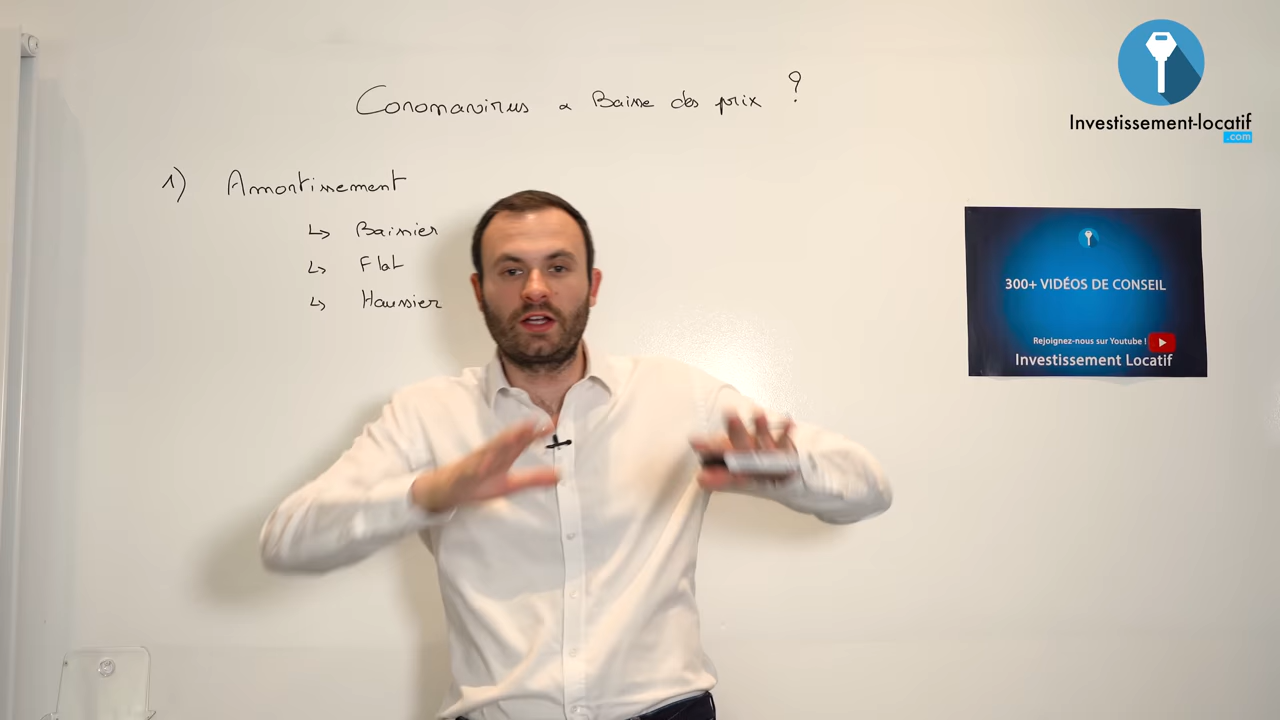 Coronavirus & Baisse des prix ?
1) Amortissement
↳ Baissier
↳ Flat
↳ Haussier
Investissement-locatif
.com
300+ VIDÉOS DE CONSEIL
Rejoignez-nous sur Youtube !
Investissement Locatif